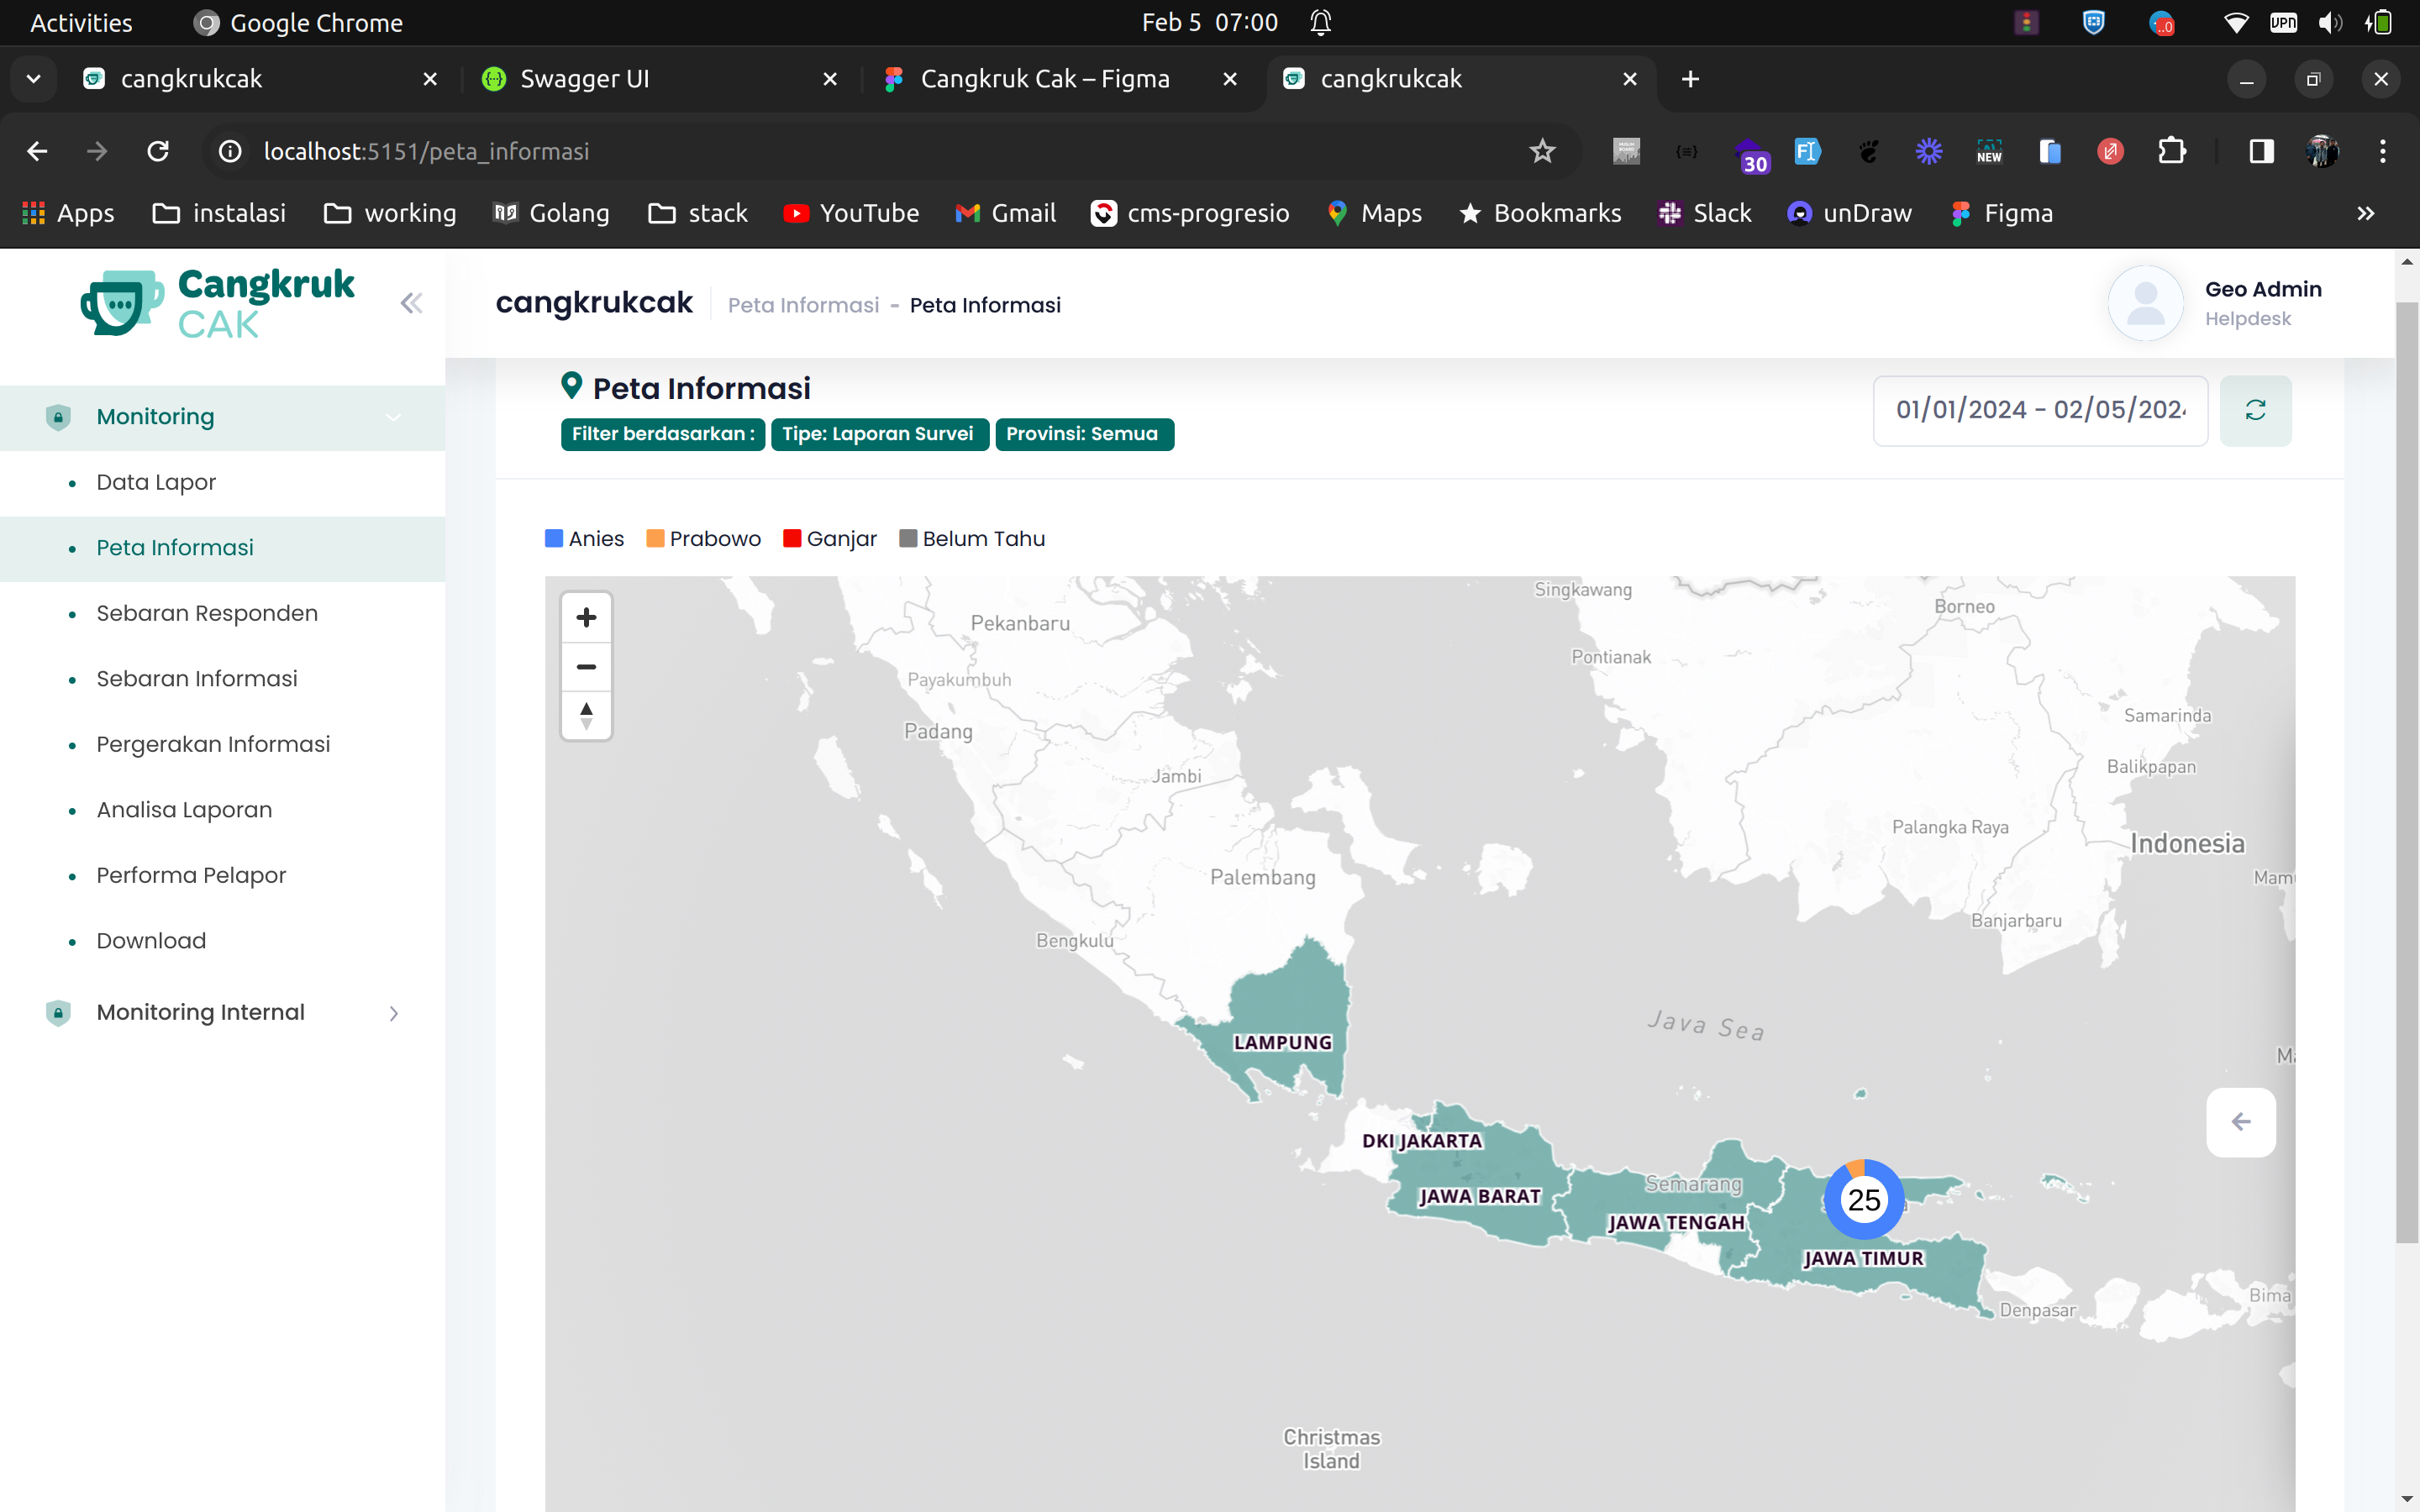 Activities Google Chrome Feb 5 07:00
cangkrukcak Swagger UI Cangkruk Cak – Figma cangkrukcak
localhost:5151/peta_informasi 30 NEW
Apps instalasi working Golang stack YouTube Gmail cms-progresio Maps Bookmarks Slack unDraw Figma
Cangkruk
CAK
cangkrukcak Peta Informasi - Peta Informasi
Geo Admin
Helpdesk
Monitoring
Data Lapor
Peta Informasi
Sebaran Responden
Sebaran Informasi
Pergerakan Informasi
Analisa Laporan
Performa Pelapor
Download
Monitoring Internal
Peta Informasi
Filter berdasarkan : Tipe: Laporan Survei Provinsi: Semua
01/01/2024 - 02/05/202
Anies Prabowo Ganjar Belum Tahu
Singkawang
Borneo
Pekanbaru
Pontianak
Payakumbuh
Samarinda
Padang
Balikpapan
Jambi
Palangka Raya
Indonesia
Palembang
Mam
Banjarbaru
Bengkulu
Java Sea
LAMPUNG
Ma
DKI JAKARTA
Semarang
JAWA BARAT
25
JAWA TENGAH
JAWA TIMUR
Bima
Denpasar
Christmas
Island